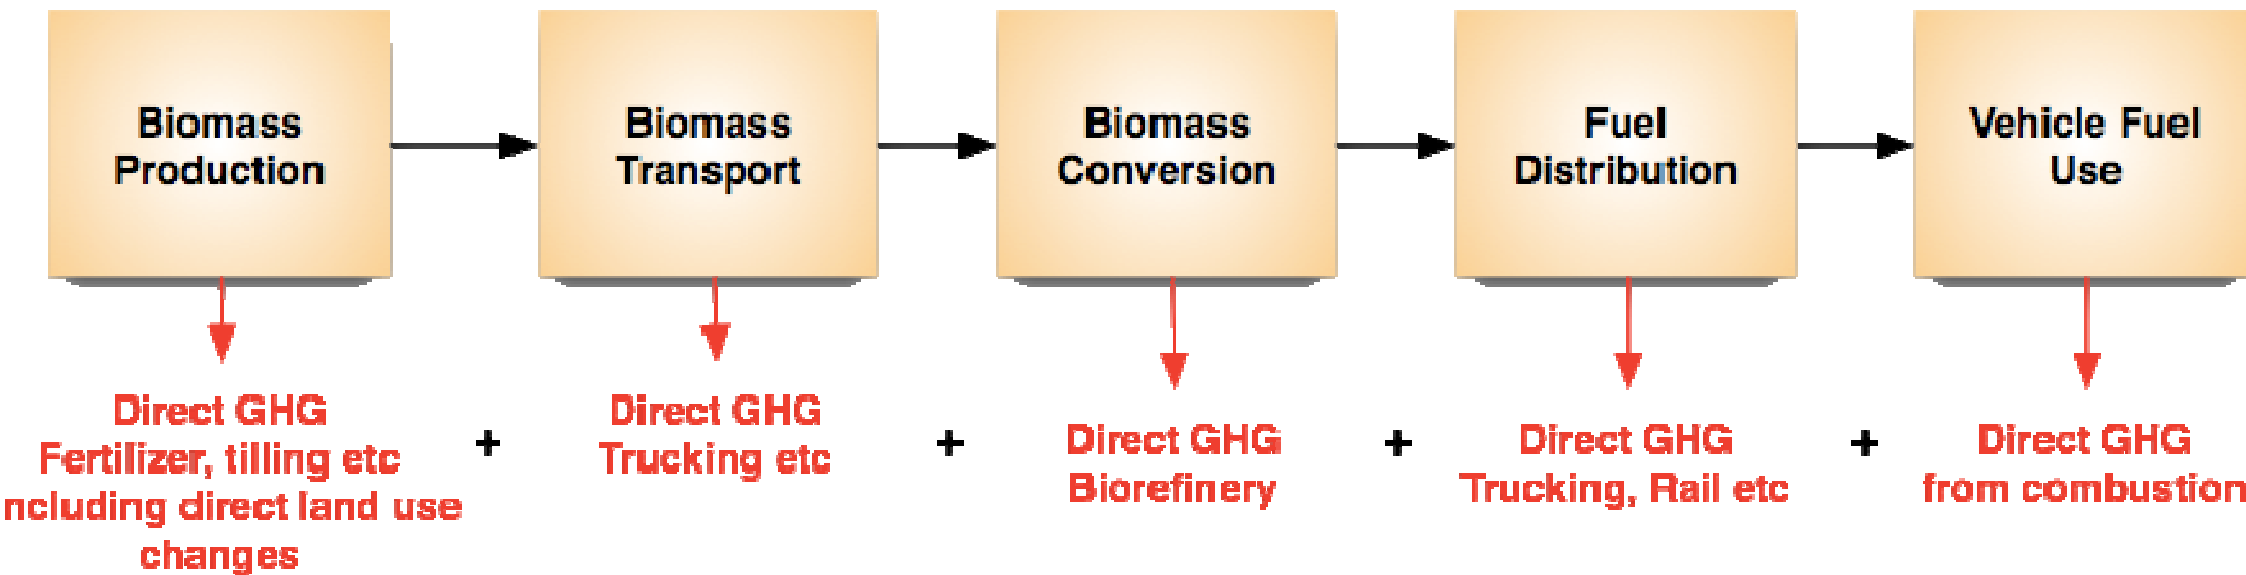 Biomass
Production
Biomass
Transport
Biomass
Conversion
Fuel
Distribution
Vehicle Fuel
Use
Direct GHG
Fertilizer, tilling etc
ncluding direct land use
changes
+
Direct GHG
Trucking etc
+
Direct GHG
Biorefinery
+
Direct GHG
Trucking, Rail etc
+
Direct GHG
from combustion